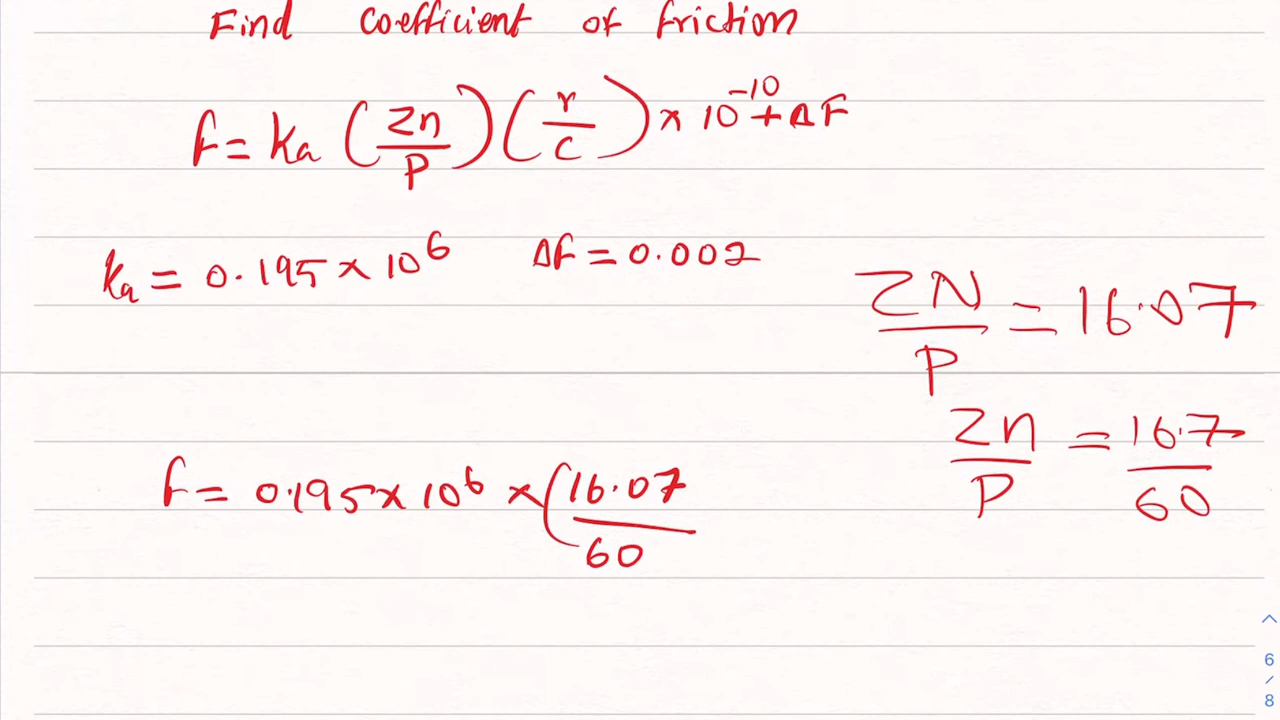 Find coefficient of friction
f = Ka (Zn/P) (r/c) × 10^-10 + ΔF
Ka = 0.195 × 10^6 ΔF = 0.002
ZN/P = 16.07
Zn/P = 16.7/60
f = 0.195 × 10^6 × (16.07/60
6
/
8